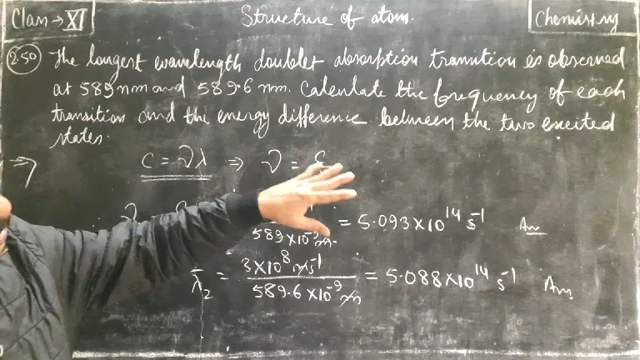 Class → XI Structure of atom. Chemistry
2.50 The longest wavelength doublet absorption transition is observed
at 589 nm and 589.6 nm. Calculate the frequency of each
transition and the energy difference between the two excited
states.
⇒ c = νλ ⇒ ν = c
589 × 10⁻⁹ m = 5.093 × 10¹⁴ s⁻¹ Ans
λ₂ = 3 × 10⁸ m s⁻¹ / 589.6 × 10⁻⁹ m = 5.088 × 10¹⁴ s⁻¹ Ans